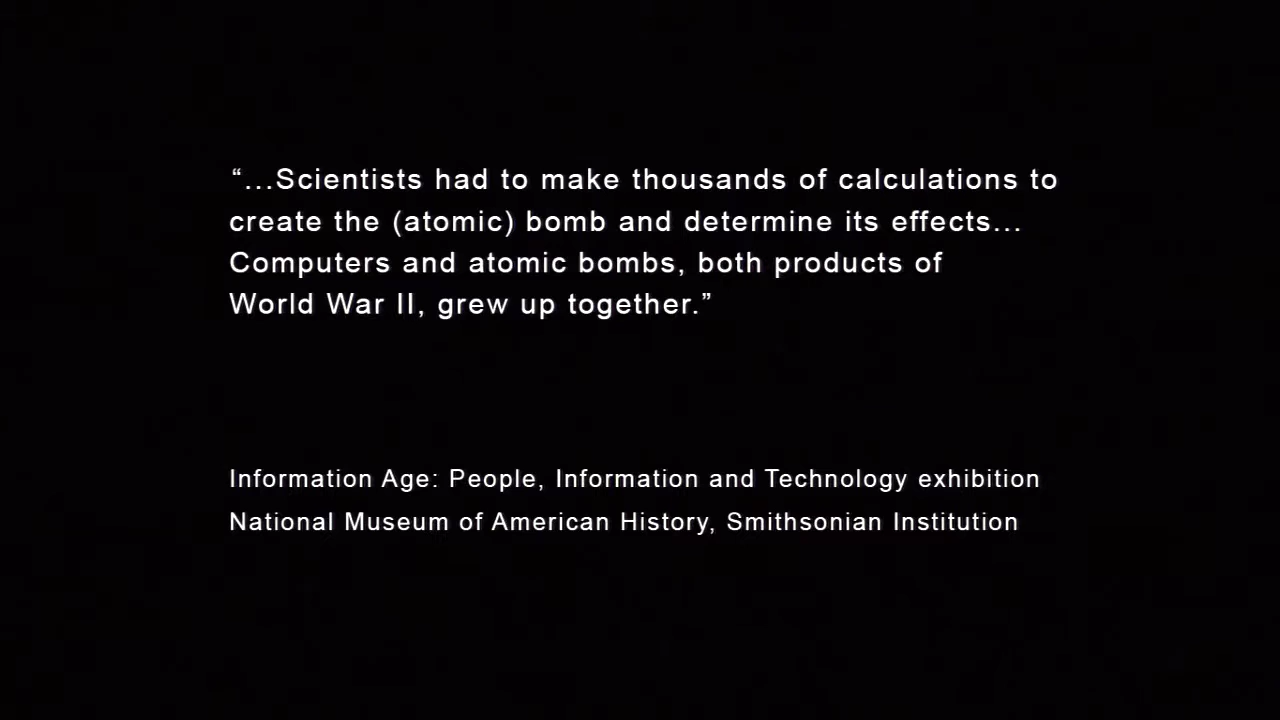 “...Scientists had to make thousands of calculations to
create the (atomic) bomb and determine its effects...
Computers and atomic bombs, both products of
World War II, grew up together.”
Information Age: People, Information and Technology exhibition
National Museum of American History, Smithsonian Institution